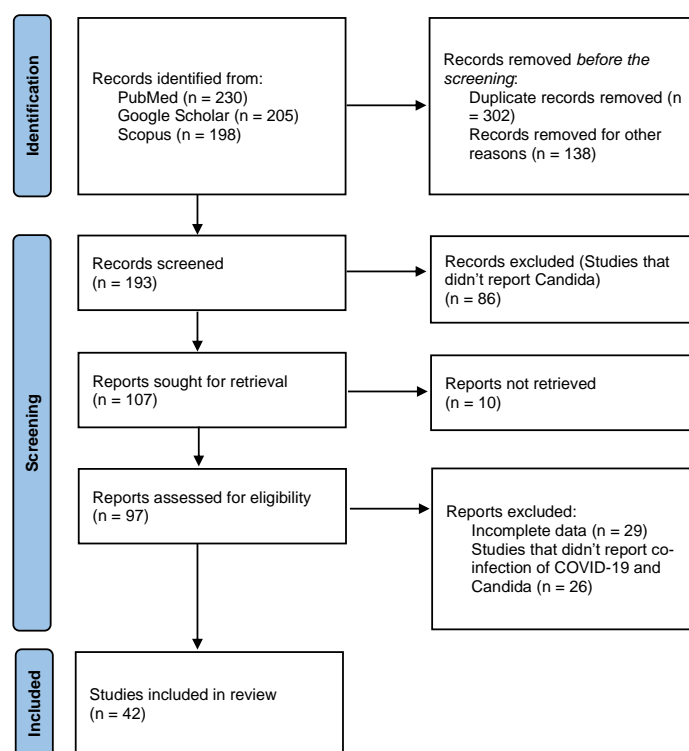 Identification
Records identified from:
PubMed (n = 230)
Google Scholar (n = 205)
Scopus (n = 198)
Records removed before the
screening:
Duplicate records removed (n
= 302)
Records removed for other
reasons (n = 138)
Screening
Records screened
(n = 193)
Records excluded (Studies that
didn’t report Candida)
(n = 86)
Reports sought for retrieval
(n = 107)
Reports not retrieved
(n = 10)
Reports assessed for eligibility
(n = 97)
Reports excluded:
Incomplete data (n = 29)
Studies that didn’t report co-
infection of COVID-19 and
Candida (n = 26)
Included
Studies included in review
(n = 42)